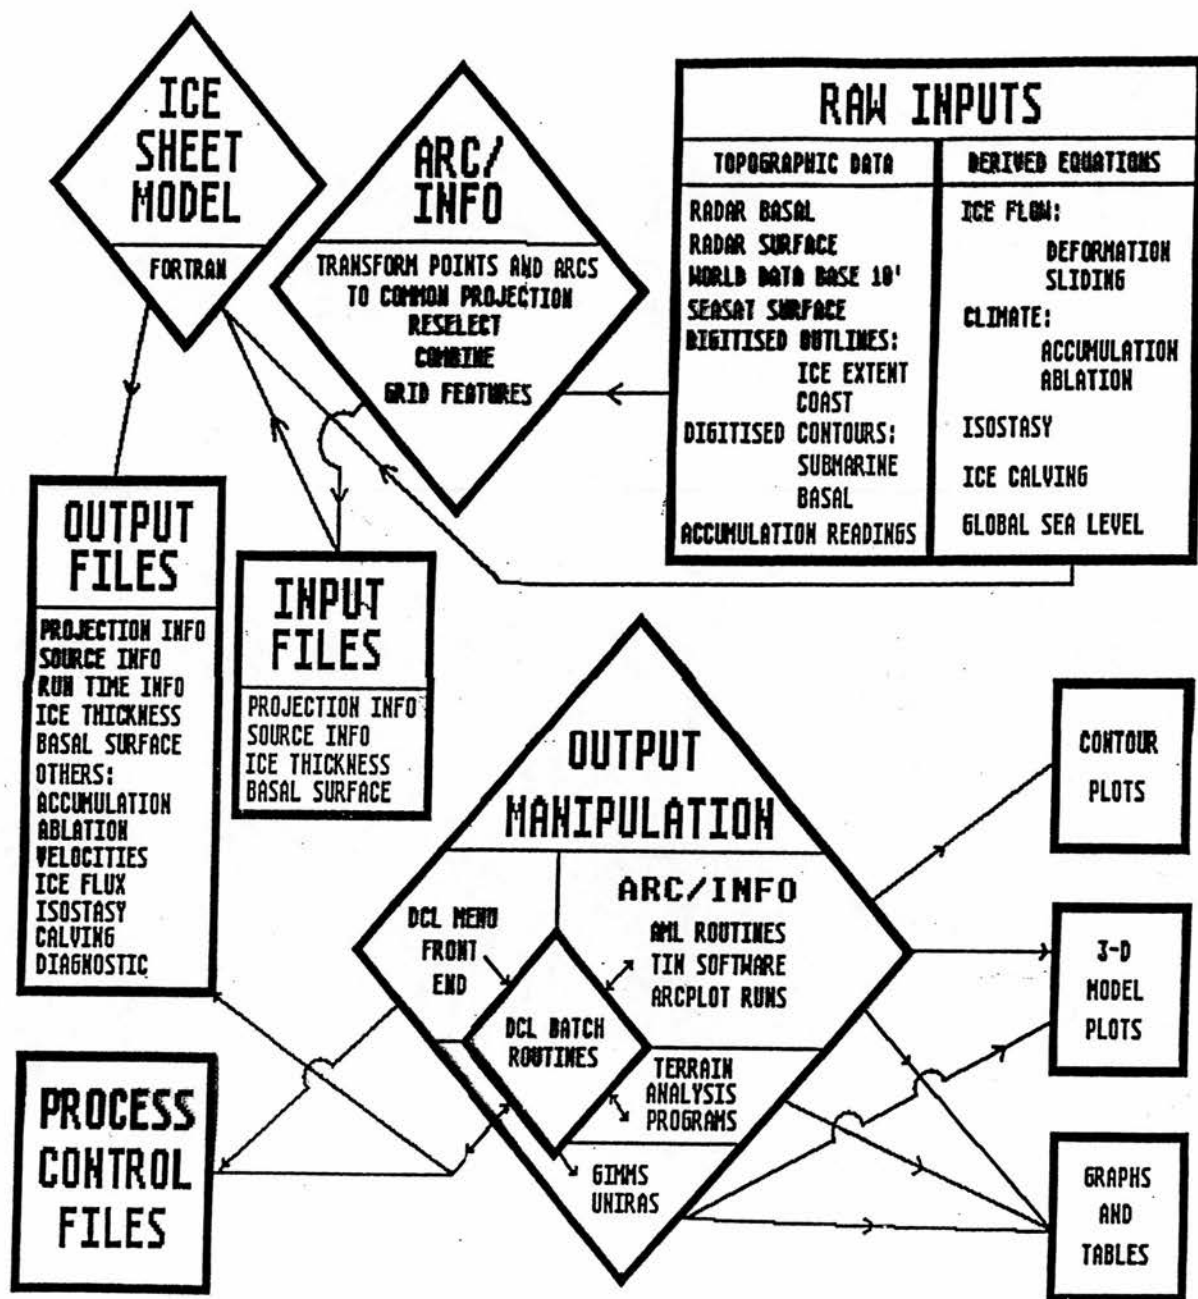 ICE
SHEET
MODEL
FORTRAN
ARC/
INFO
TRANSFORM POINTS AND ARCS
TO COMMON PROJECTION
RESELECT
COMBINE
GRID FEATURES
RAW INPUTS
TOPOGRAPHIC DATA
RADAR BASAL
RADAR SURFACE
WORLD DATA BASE 10'
SEASAT SURFACE
DIGITISED OUTLINES:
ICE EXTENT
COAST
DIGITISED CONTOURS:
SUBMARINE
BASAL
ACCUMULATION READINGS
DERIVED EQUATIONS
ICE FLOW:
DEFORMATION
SLIDING
CLIMATE:
ACCUMULATION
ABLATION
ISOSTASY
ICE CALVING
GLOBAL SEA LEVEL
OUTPUT
FILES
PROJECTION INFO
SOURCE INFO
RUN TIME INFO
ICE THICKNESS
BASAL SURFACE
OTHERS:
ACCUMULATION
ABLATION
VELOCITIES
ICE FLUX
ISOSTASY
CALVING
DIAGNOSTIC
INPUT
FILES
PROJECTION INFO
SOURCE INFO
ICE THICKNESS
BASAL SURFACE
OUTPUT
MANIPULATION
DCL MENU
FRONT
END
ARC/INFO
AML ROUTINES
TIN SOFTWARE
ARCPLOT RUNS
DCL BATCH
ROUTINES
TERRAIN
ANALYSIS
PROGRAMS
GIMMS
UNIRAS
CONTOUR
PLOTS
3-D
MODEL
PLOTS
GRAPHS
AND
TABLES
PROCESS
CONTROL
FILES